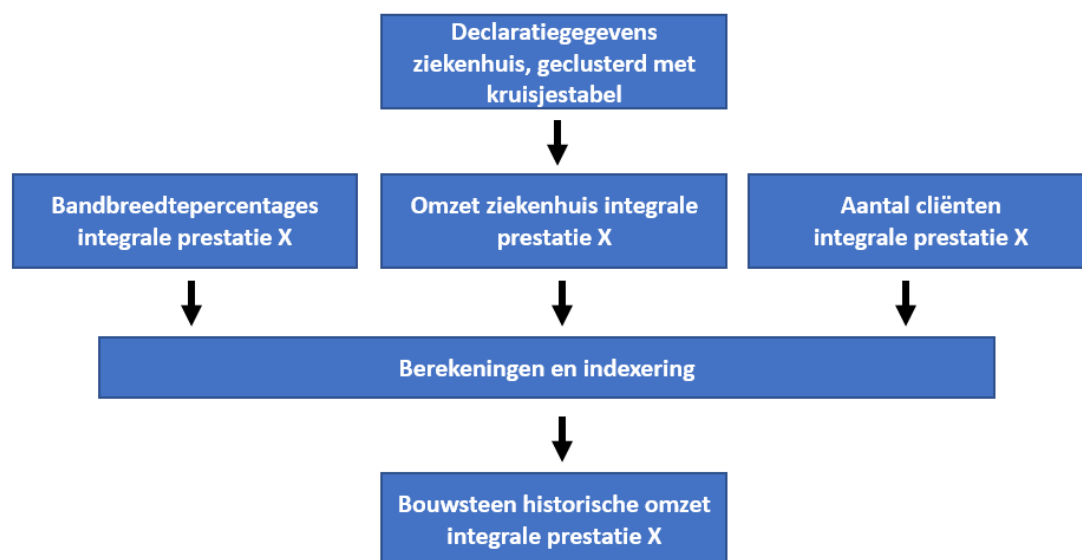 Declaratiegegevens
ziekenhuis, geclusterd met
kruisjestabel
Bandbreedtepercentages
integrale prestatie X
Omzet ziekenhuis integrale
prestatie X
Aantal cliënten
integrale prestatie X
Berekeningen en indexering
Bouwsteen historische omzet
integrale prestatie X